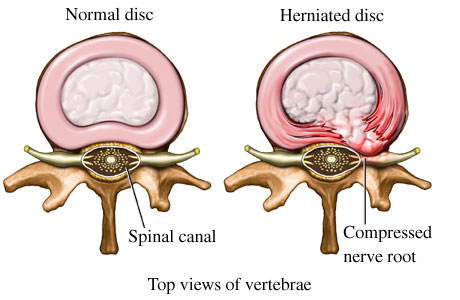 Normal disc
Herniated disc
Spinal canal
Compressed
nerve root
Top views of vertebrae